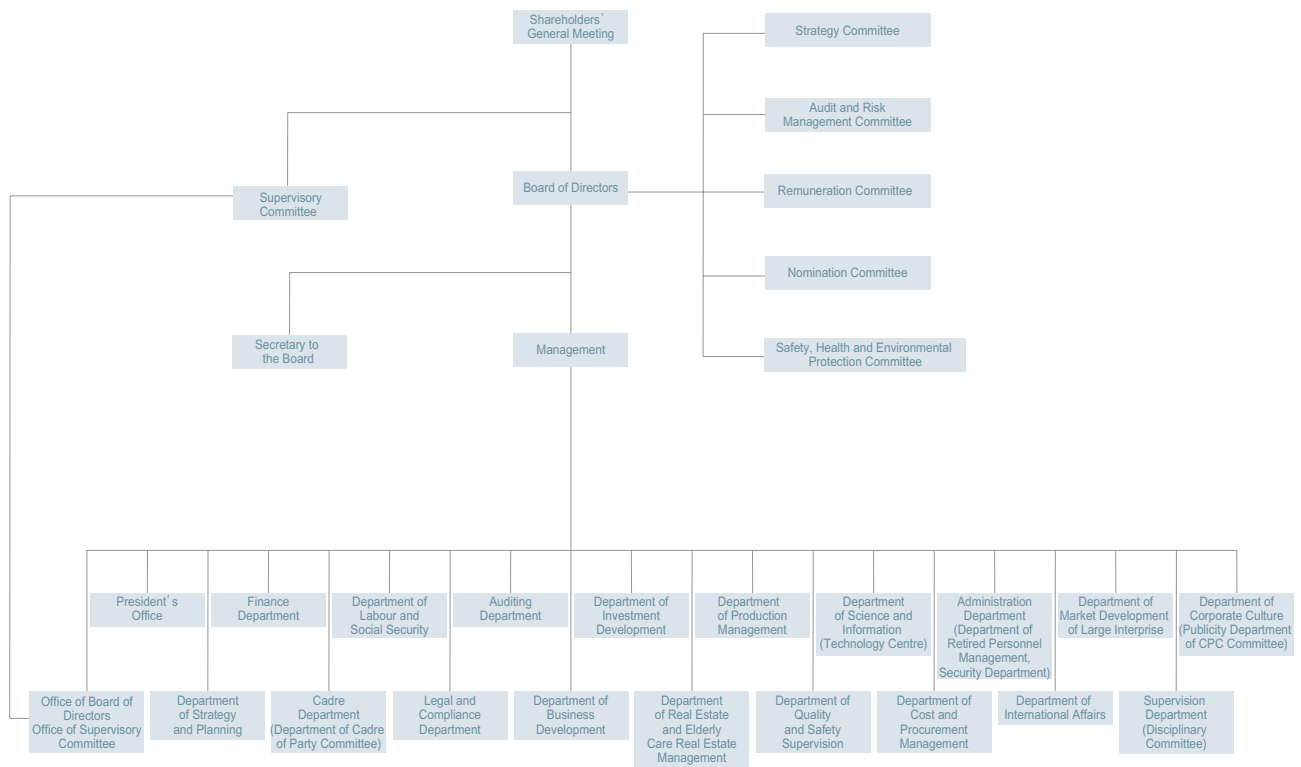 Shareholders'
General Meeting
Strategy Committee
Audit and Risk
Management Committee
Board of Directors
Remuneration Committee
Supervisory
Committee
Nomination Committee
Secretary to
the Board
Management
Safety, Health and Environmental
Protection Committee
President's
Office
Finance
Department
Department of
Labour and
Social Security
Auditing
Department
Department of
Investment
Development
Department
of Production
Management
Department
of Science and
Information
(Technology Centre)
Administration
Department
(Department of
Retired Personnel
Management,
Security Department)
Department of
Market Development
of Large Interprise
Department of
Corporate Culture
(Publicity Department
of CPC Committee)
Office of Board of
Directors
Office of Supervisory
Committee
Department
of Strategy
and Planning
Cadre
Department
(Department of Cadre
of Party Committee)
Legal and
Compliance
Department
Department of
Business
Development
Department
of Real Estate
and Elderly
Care Real Estate
Management
Department of
Quality
and Safety
Supervision
Department of
Cost and
Procurement
Management
Department of
International Affairs
Supervision
Department
(Disciplinary
Committee)